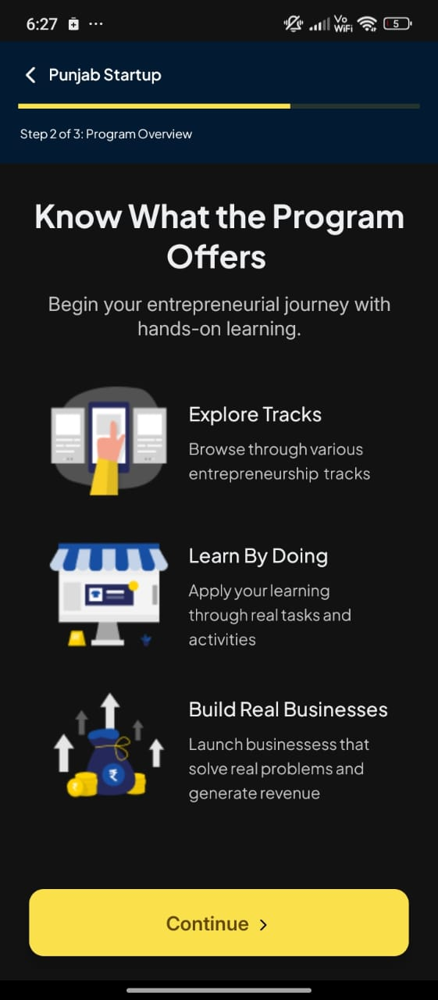 6:27
Vo
WiFi
5
Punjab Startup
Step 2 of 3: Program Overview
Know What the Program
Offers
Begin your entrepreneurial journey with
hands-on learning.
Explore Tracks
Browse through various
entrepreneurship tracks
Learn By Doing
Apply your learning
through real tasks and
activities
Build Real Businesses
Launch businessess that
solve real problems and
generate revenue
₹
Continue